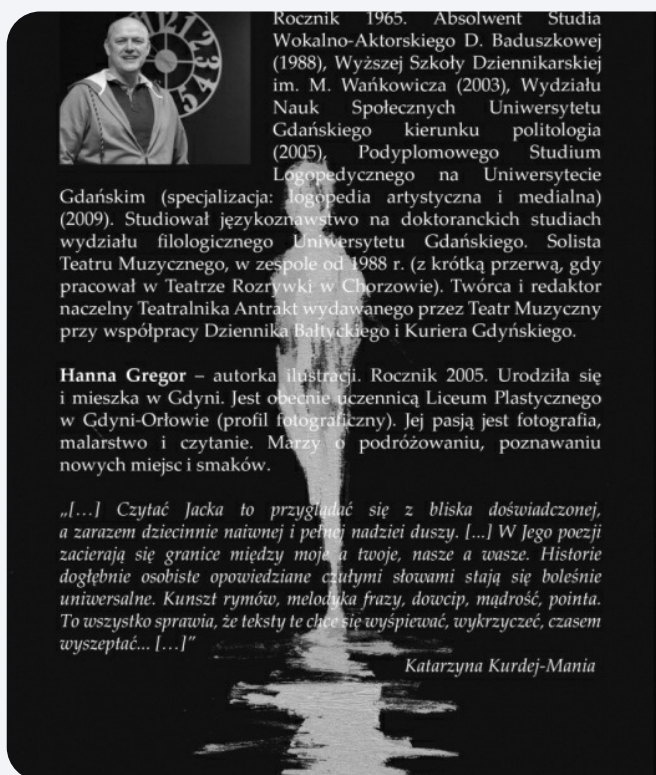 Rocznik 1965. Absolwent Studia
Wokalno-Aktorskiego D. Baduszkowej
(1988), Wyższej Szkoły Dziennikarskiej
im. M. Wańkowicza (2003), Wydziału
Nauk Społecznych Uniwersytetu
Gdańskiego kierunku politologia
(2005), Podyplomowego Studium
Logopedycznego na Uniwersytecie
Gdańskim (specjalizacja: logopedia artystyczna i medialna)
(2009). Studiował językoznawstwo na doktoranckich studiach
wydziału filologicznego Uniwersytetu Gdańskiego. Solista
Teatru Muzycznego, w zespole od 1988 r. (z krótką przerwą, gdy
pracował w Teatrze Rozrywki w Chorzowie). Twórca i redaktor
naczelny Teatralnika Antrakt wydawanego przez Teatr Muzyczny
przy współpracy Dziennika Bałtyckiego i Kuriera Gdyńskiego.
Hanna Gregor – autorka ilustracji. Rocznik 2005. Urodziła się
i mieszka w Gdyni. Jest obecnie uczennicą Liceum Plastycznego
w Gdyni-Orłowie (profil fotograficzny). Jej pasją jest fotografia,
malarstwo i czytanie. Marzy o podróżowaniu, poznawaniu
nowych miejsc i smaków.
„[…] Czytać Jacka to przyglądać się z bliska doświadczonej,
a zarazem dziecinnie naiwnej i pełnej nadziei duszy. [...] W Jego poezji
zacierają się granice między moje a twoje, nasze a wasze. Historie
dogłębnie osobiste opowiedziane czułymi słowami stają się boleśnie
uniwersalne. Kunszt rymów, melodyka frazy, dowcip, mądrość, pointa.
To wszystko sprawia, że teksty te chce się wyśpiewać, wykrzyczeć, czasem
wyszeptać... […]”
Katarzyna Kurdej-Mania
12
1
2
3
4
5